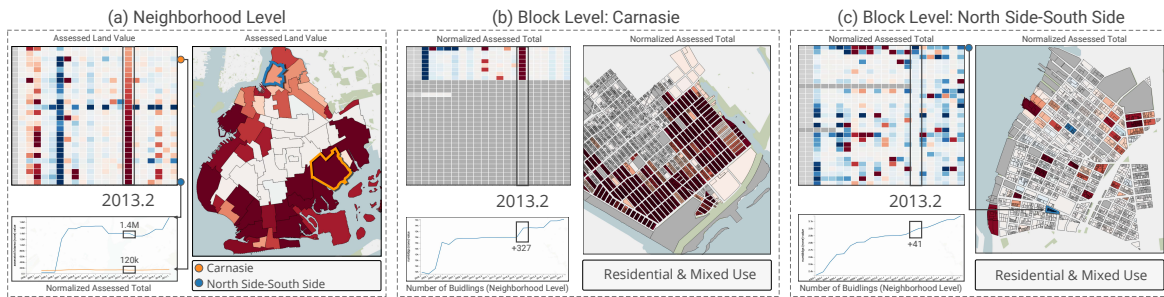 (a) Neighborhood Level
Assessed Land Value
Assessed Land Value
2013.2
1.4M
120k
Normalized Assessed Total
Carnasie
North Side-South Side
(b) Block Level: Carnasie
Normalized Assessed Total
Normalized Assessed Total
2013.2
+327
Number of Buidlings (Neighborhood Level)
Residential & Mixed Use
(c) Block Level: North Side-South Side
Normalized Assessed Total
Normalized Assessed Total
2013.2
+41
Number of Buidlings (Neighborhood Level)
Residential & Mixed Use